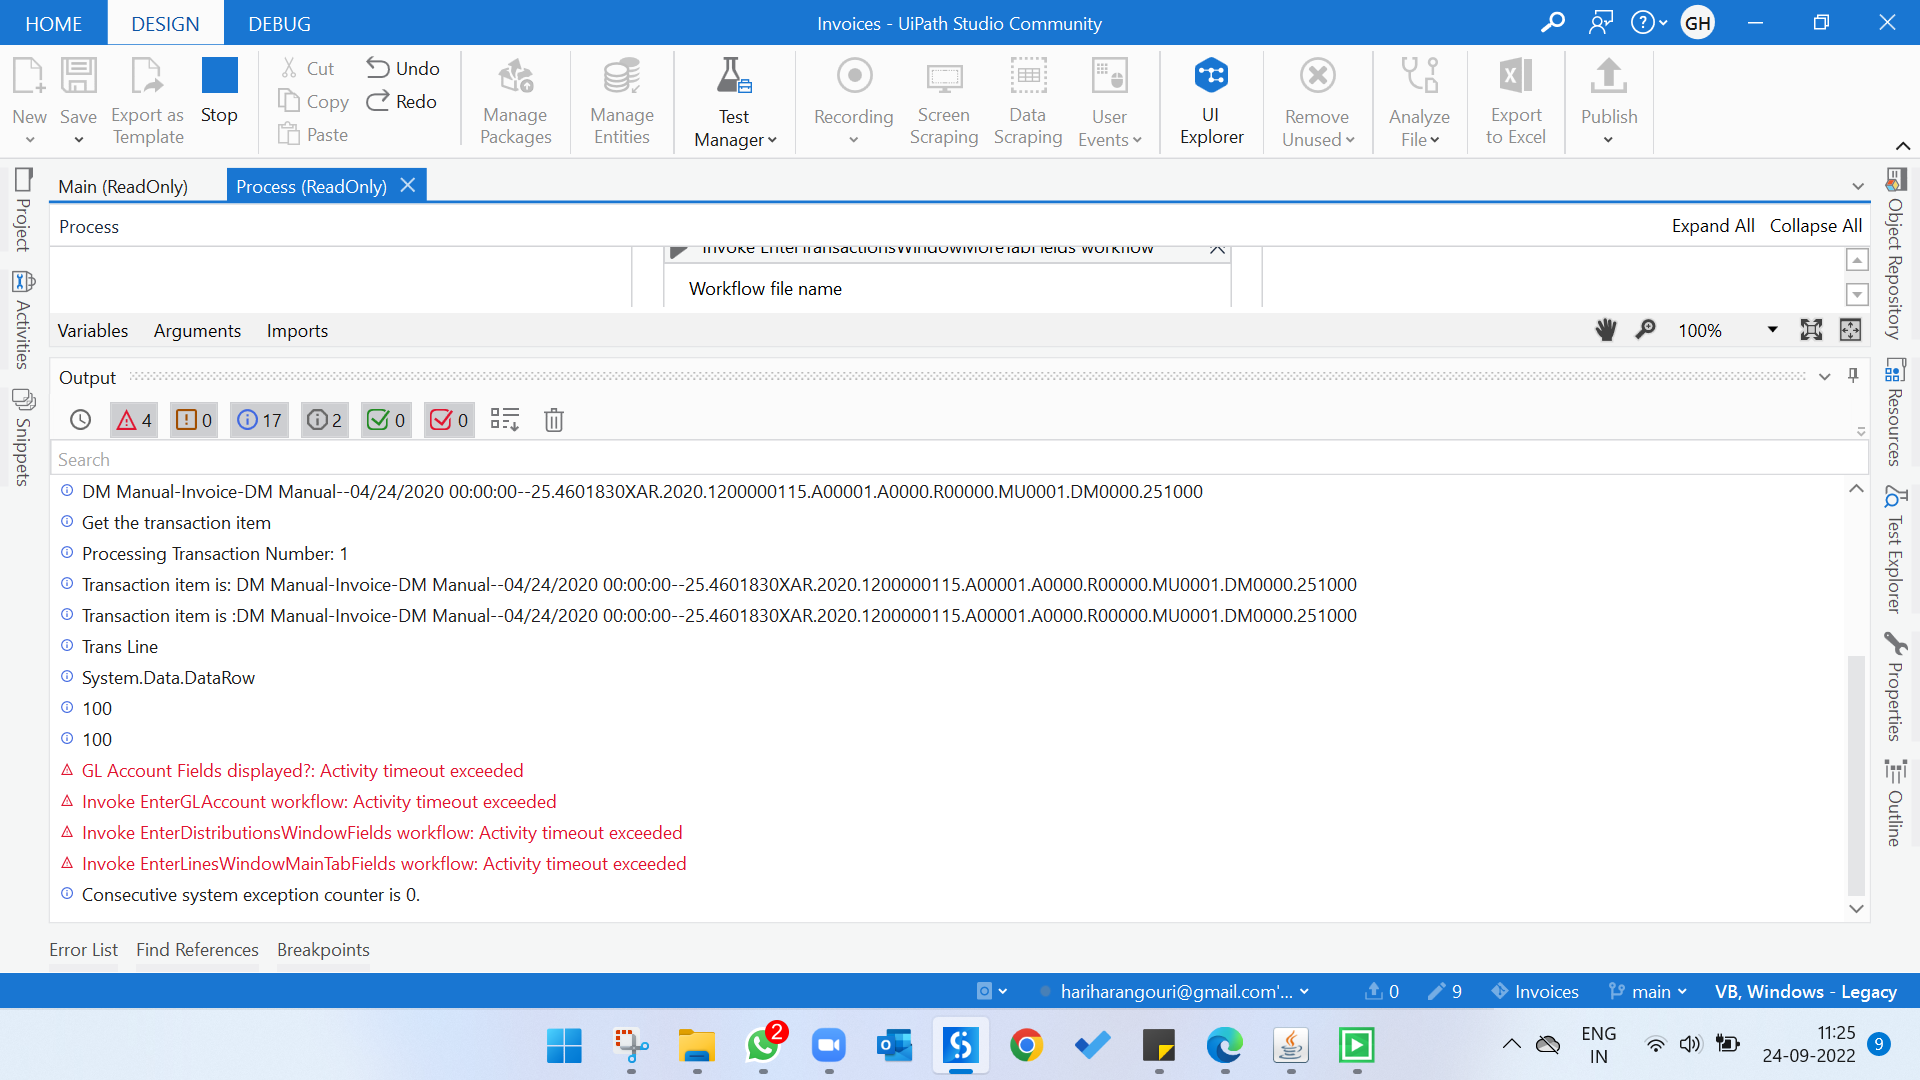 HOME DESIGN DEBUG Invoices - UiPath Studio Community GH
New Save Export as Template Stop Cut Copy Paste Undo Redo Manage Packages Manage Entities Test Manager Recording Screen Scraping Data Scraping User Events UI Explorer Remove Unused Analyze File Export to Excel Publish
Main (ReadOnly) Process (ReadOnly)
Process Expand All Collapse All
Invoke EnterTransactionsWindowMoreTabFields workflow
Workflow file name
Variables Arguments Imports 100%
Output
4 0 17 2 0 0
Search
DM Manual-Invoice-DM Manual--04/24/2020 00:00:00--25.4601830XAR.2020.1200000115.A00001.A0000.R00000.MU0001.DM0000.251000
Get the transaction item
Processing Transaction Number: 1
Transaction item is: DM Manual-Invoice-DM Manual--04/24/2020 00:00:00--25.4601830XAR.2020.1200000115.A00001.A0000.R00000.MU0001.DM0000.251000
Transaction item is :DM Manual-Invoice-DM Manual--04/24/2020 00:00:00--25.4601830XAR.2020.1200000115.A00001.A0000.R00000.MU0001.DM0000.251000
Trans Line
System.Data.DataRow
100
100
GL Account Fields displayed?: Activity timeout exceeded
Invoke EnterGLAccount workflow: Activity timeout exceeded
Invoke EnterDistributionsWindowFields workflow: Activity timeout exceeded
Invoke EnterLinesWindowMainTabFields workflow: Activity timeout exceeded
Consecutive system exception counter is 0.
Error List Find References Breakpoints
Project
Activities
Snippets
Object Repository
Resources
Test Explorer
Properties
Outline
hariharangouri@gmail.com'... 0 9 Invoices main VB, Windows - Legacy
2 ENG IN 11:25 24-09-2022 9